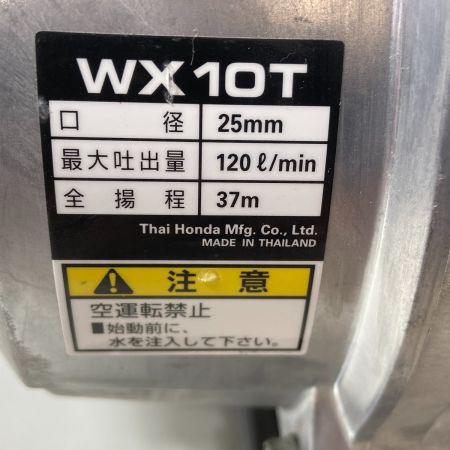 WX10T
口径 25mm
最大吐出量 120ℓ/min
全揚程 37m
Thai Honda Mfg. Co., Ltd.
MADE IN THAILAND
注意
空運転禁止
■始動前に、
水を注入して下さい。